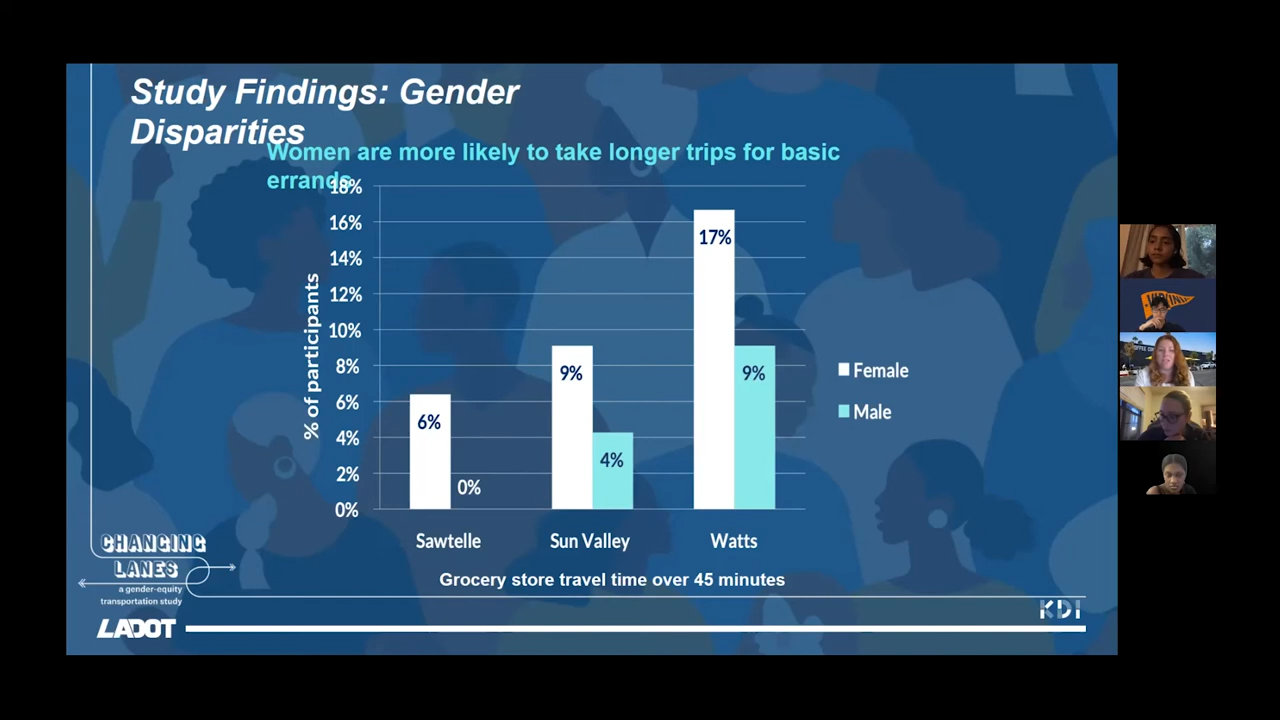 Study Findings: Gender
Disparities
Women are more likely to take longer trips for basic
errands
18%
16%
14%
12%
10%
8%
6%
4%
2%
0%
% of participants
6%
0%
9%
4%
17%
9%
Female
Male
Sawtelle
Sun Valley
Watts
Grocery store travel time over 45 minutes
CHANGING
LANES
a gender-equity
transportation study
LADOT
KDI